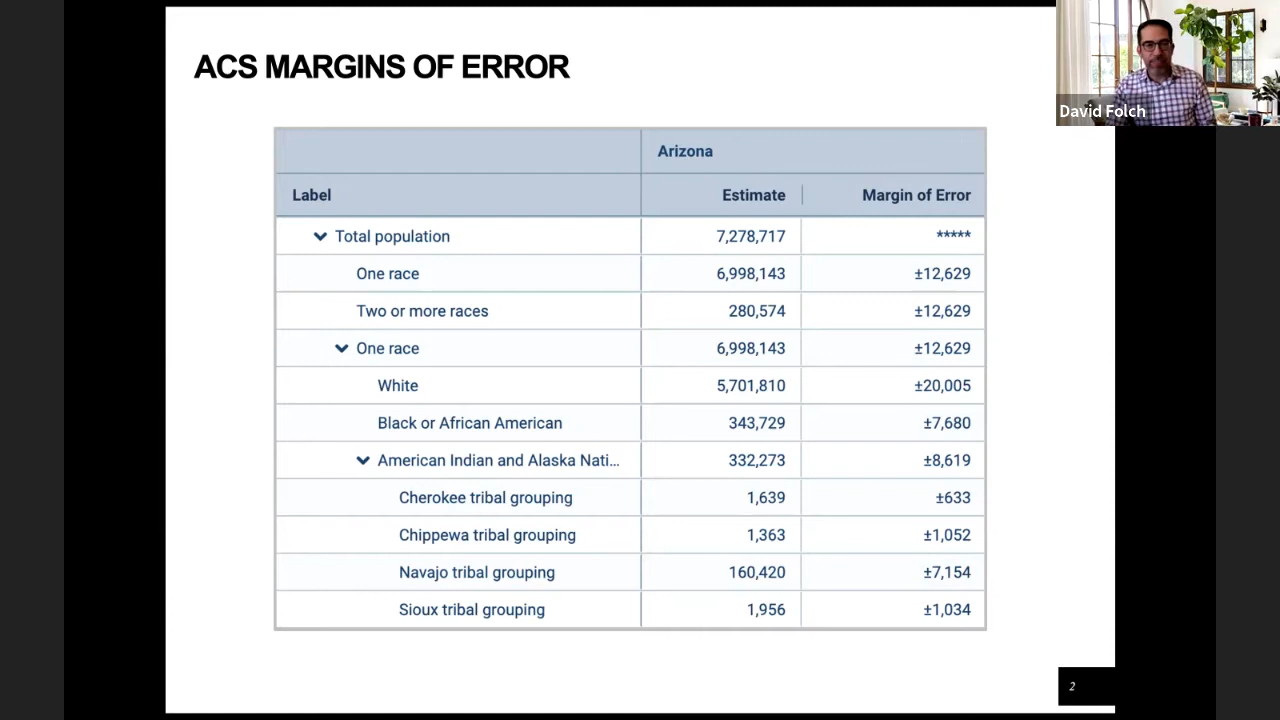 ACS MARGINS OF ERROR
David Folch
Arizona
Label Estimate Margin of Error
Total population 7,278,717 *****
One race 6,998,143 ±12,629
Two or more races 280,574 ±12,629
One race 6,998,143 ±12,629
White 5,701,810 ±20,005
Black or African American 343,729 ±7,680
American Indian and Alaska Nati... 332,273 ±8,619
Cherokee tribal grouping 1,639 ±633
Chippewa tribal grouping 1,363 ±1,052
Navajo tribal grouping 160,420 ±7,154
Sioux tribal grouping 1,956 ±1,034
2